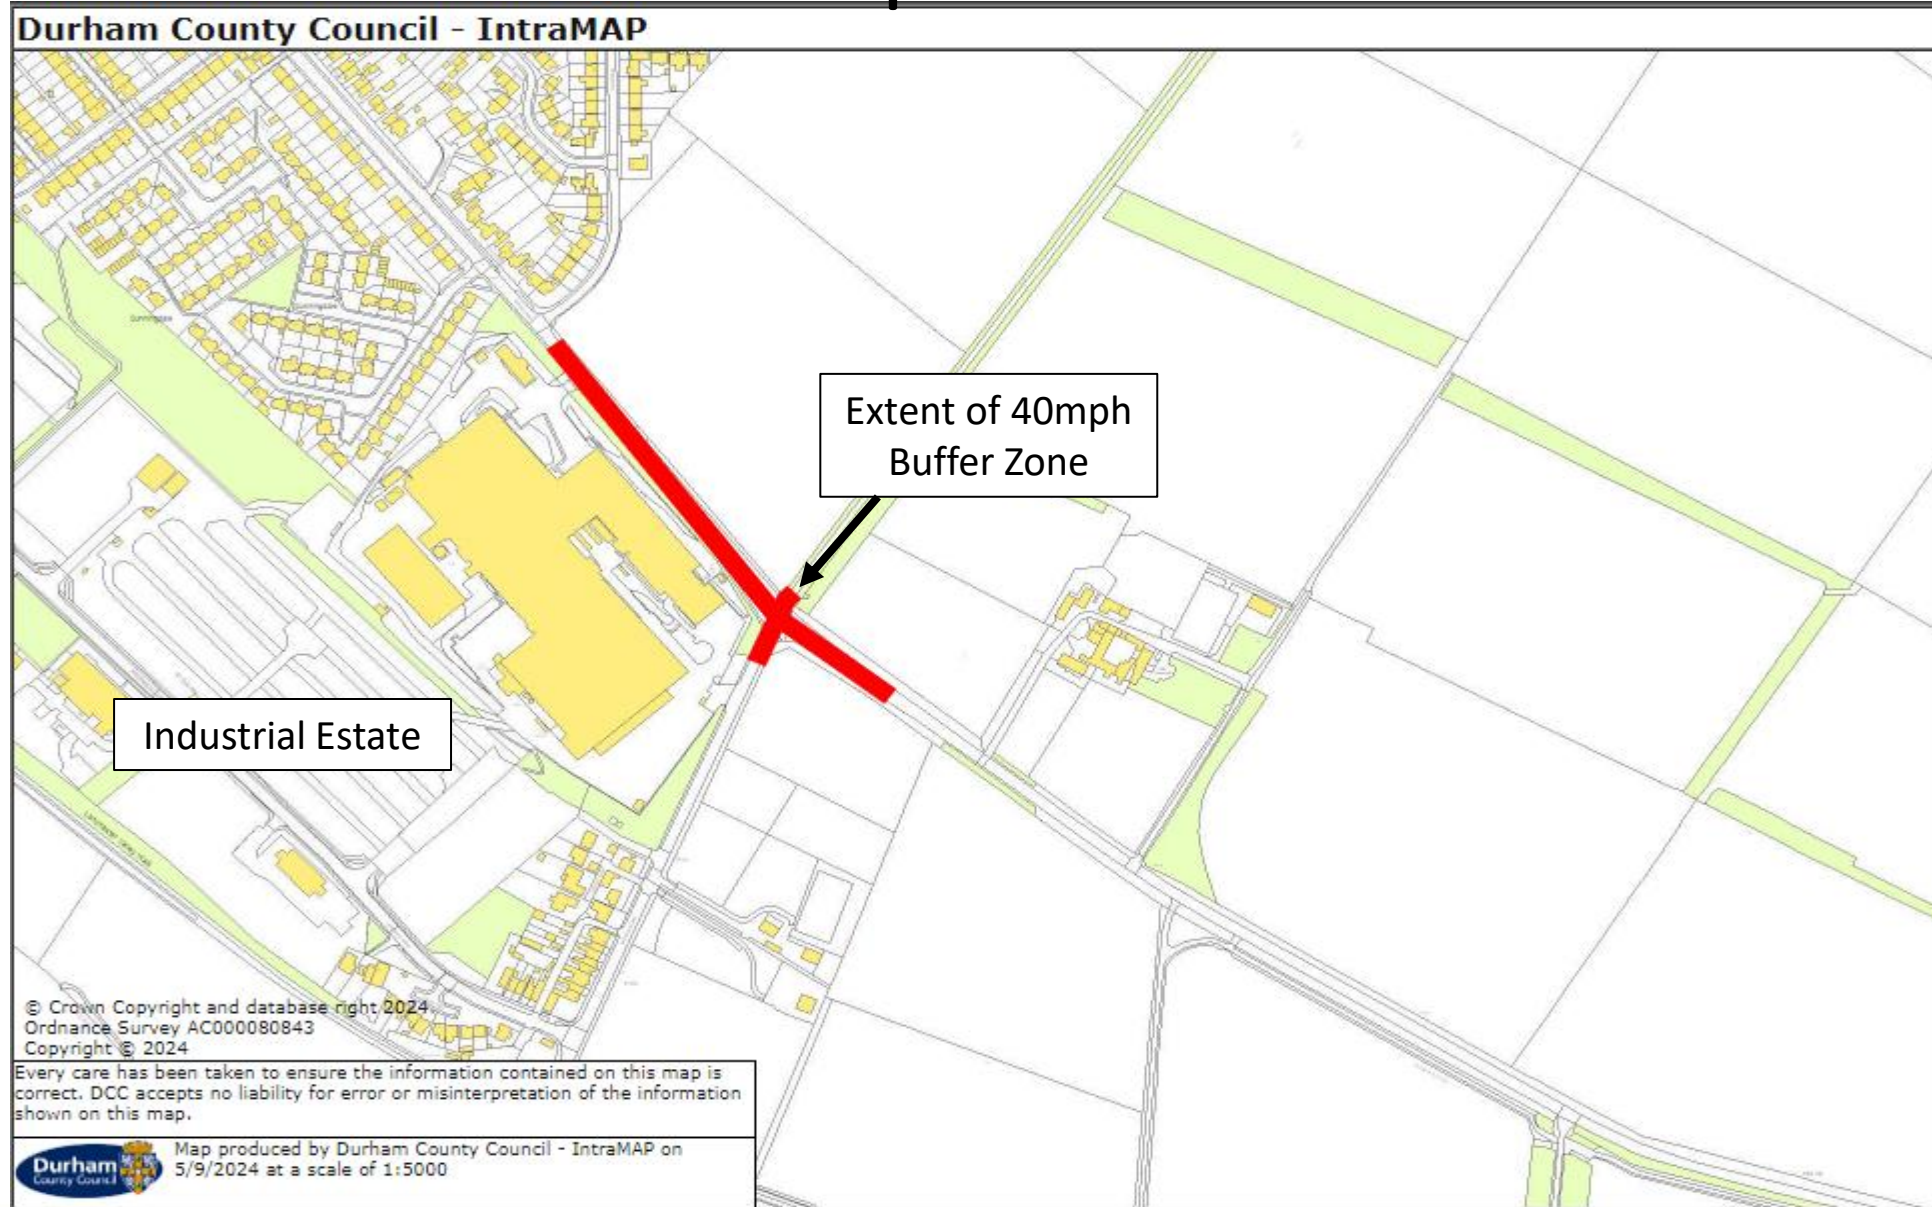 Durham County Council - IntraMAP
Extent of 40mph
Buffer Zone
Industrial Estate
© Crown Copyright and database right 2024
Ordnance Survey AC000080843
Copyright © 2024
Every care has been taken to ensure the information contained on this map is
correct. DCC accepts no liability for error or misinterpretation of the information
shown on this map.
Durham
County Council
Map produced by Durham County Council - IntraMAP on
5/9/2024 at a scale of 1:5000